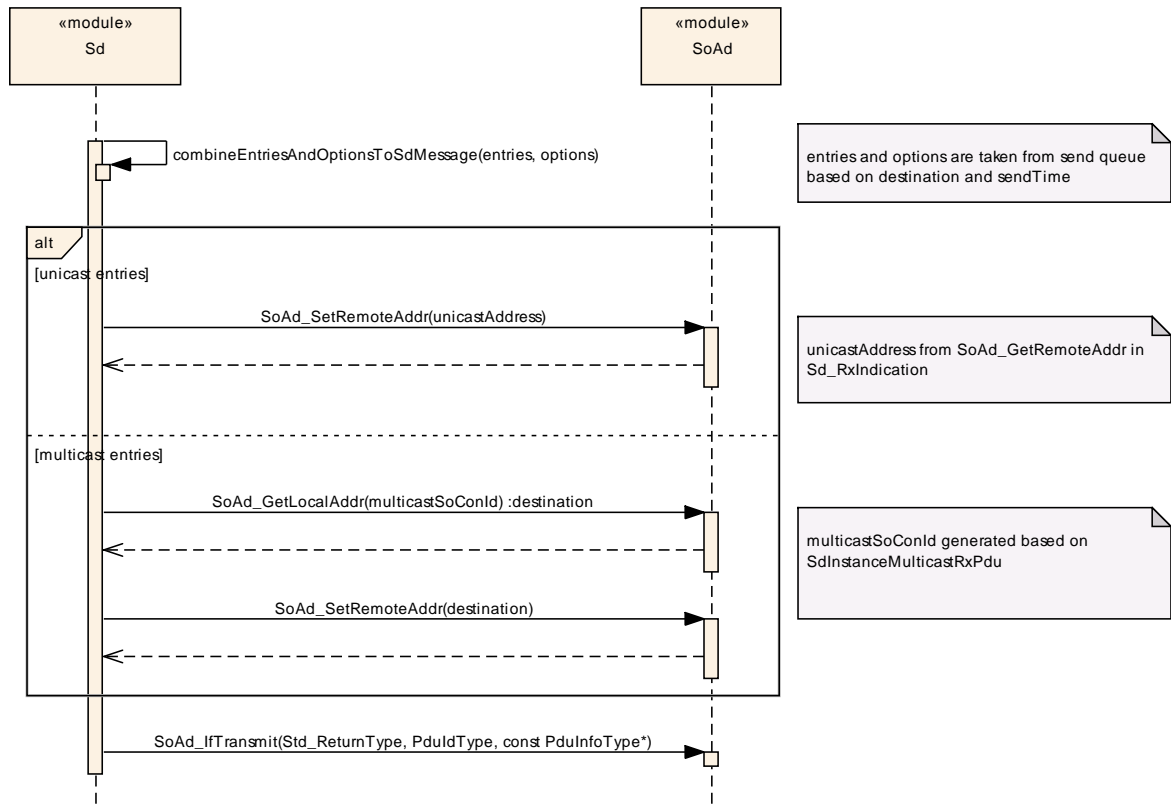 «module»
Sd
«module»
SoAd
combineEntriesAndOptionsToSdMessage(entries, options)
entries and options are taken from send queue
based on destination and sendTime
alt
[unicast entries]
SoAd_SetRemoteAddr(unicastAddress)
unicastAddress from SoAd_GetRemoteAddr in
Sd_RxIndication
[multicast entries]
SoAd_GetLocalAddr(multicastSoConId) :destination
multicastSoConId generated based on
SdInstanceMulticastRxPdu
SoAd_SetRemoteAddr(destination)
SoAd_IfTransmit(Std_ReturnType, PduIdType, const PduInfoType*)